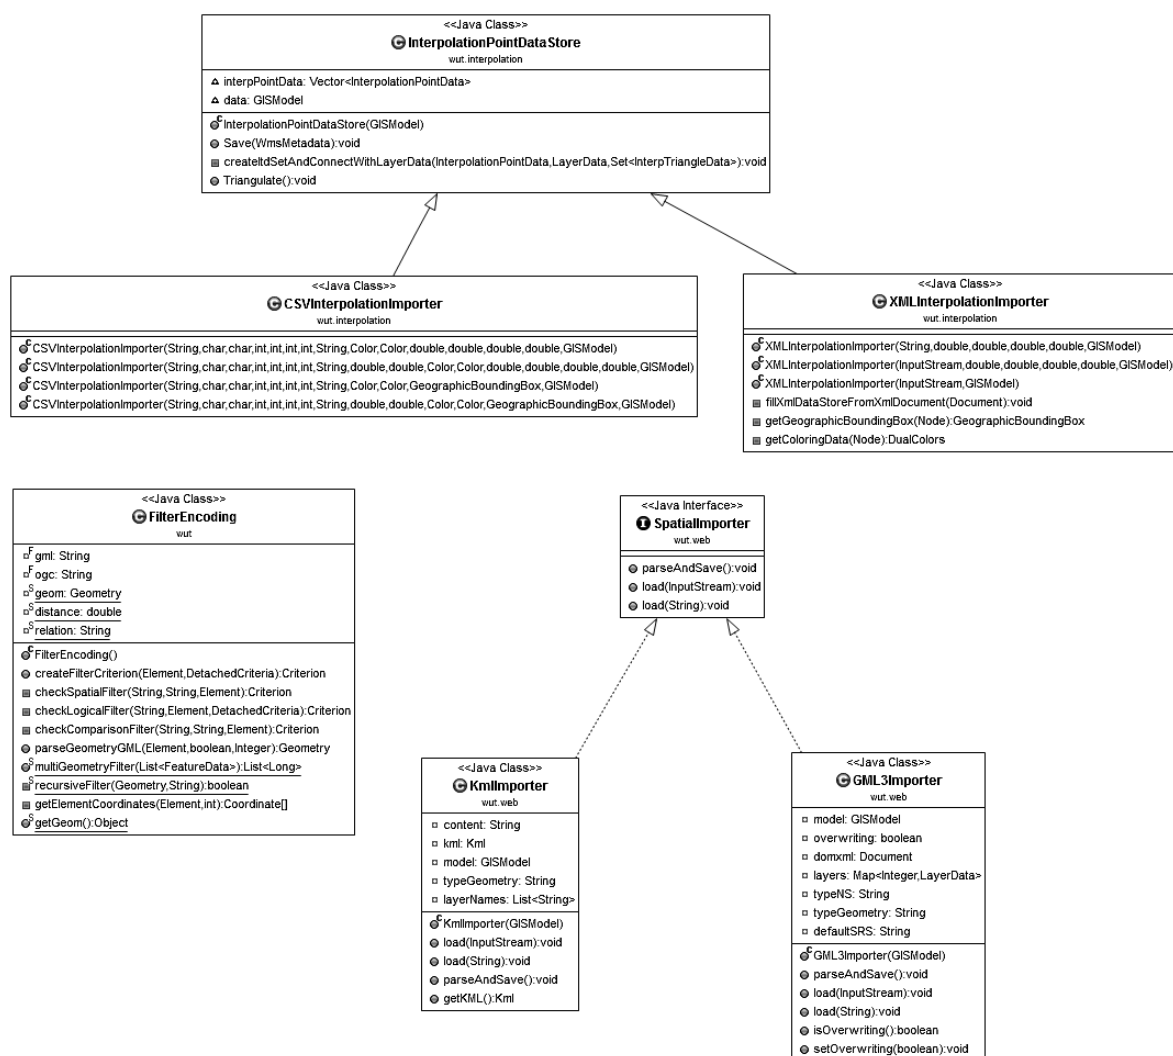 <<Java Class>>
InterpolationPointDataStore
wut.interpolation
interpPointData: Vector<InterpolationPointData>
data: GISModel
InterpolationPointDataStore(GISModel)
Save(WmsMetadata):void
createItdSetAndConnectWithLayerData(InterpolationPointData,LayerData,Set<InterpTriangleData>):void
Triangulate():void
<<Java Class>>
CSVInterpolationImporter
wut.interpolation
CSVInterpolationImporter(String,char,char,int,int,int,int,String,Color,Color,double,double,double,double,GISModel)
CSVInterpolationImporter(String,char,char,int,int,int,int,String,double,double,Color,Color,double,double,double,double,GISModel)
CSVInterpolationImporter(String,char,char,int,int,int,int,String,Color,Color,GeographicBoundingBox,GISModel)
CSVInterpolationImporter(String,char,char,int,int,int,int,String,double,double,Color,Color,GeographicBoundingBox,GISModel)
<<Java Class>>
XMLInterpolationImporter
wut.interpolation
XMLInterpolationImporter(String,double,double,double,double,GISModel)
XMLInterpolationImporter(InputStream,double,double,double,double,GISModel)
XMLInterpolationImporter(InputStream,GISModel)
fillXmlDataStoreFromXmlDocument(Document):void
getGeographicBoundingBox(Node):GeographicBoundingBox
getColoringData(Node):DualColors
<<Java Class>>
FilterEncoding
wut
gml: String
ogc: String
geom: Geometry
distance: double
relation: String
FilterEncoding()
createFilterCriterion(Element,DetachedCriteria):Criterion
checkSpatialFilter(String,String,Element):Criterion
checkLogicalFilter(String,Element,DetachedCriteria):Criterion
checkComparisonFilter(String,String,Element):Criterion
parseGeometryGML(Element,boolean,Integer):Geometry
multiGeometryFilter(List<FeatureData>):List<Long>
recursiveFilter(Geometry,String):boolean
getElementCoordinates(Element,int):Coordinate[]
getGeom():Object
<<Java Interface>>
SpatialImporter
wut.web
parseAndSave():void
load(InputStream):void
load(String):void
<<Java Class>>
KmlImporter
wut.web
content: String
kml: Kml
model: GISModel
typeGeometry: String
layerNames: List<String>
KmlImporter(GISModel)
load(InputStream):void
load(String):void
parseAndSave():void
getKML():Kml
<<Java Class>>
GML3Importer
wut.web
model: GISModel
overwriting: boolean
domxml: Document
layers: Map<Integer,LayerData>
typeNS: String
typeGeometry: String
defaultSRS: String
GML3Importer(GISModel)
parseAndSave():void
load(InputStream):void
load(String):void
isOverwriting():boolean
setOverwriting(boolean):void